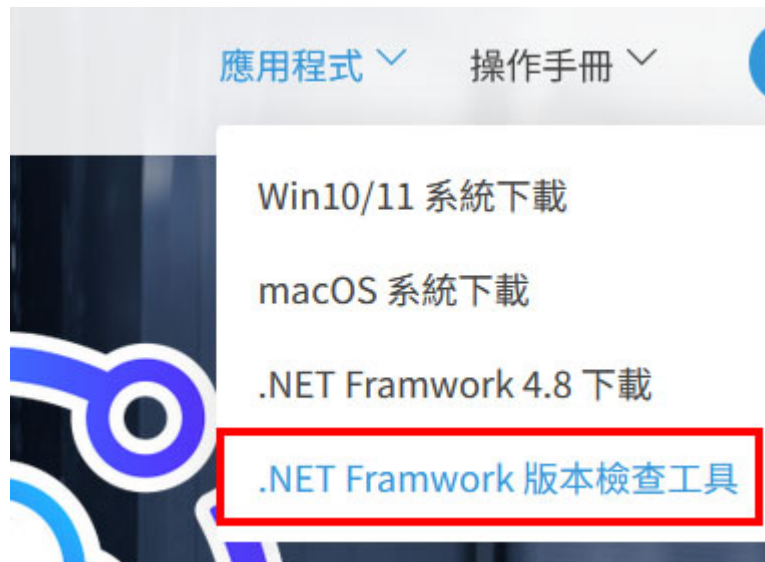 應用程式 操作手冊
Win10/11 系統下載
macOS 系統下載
.NET Framwork 4.8 下載
.NET Framwork 版本檢查工具